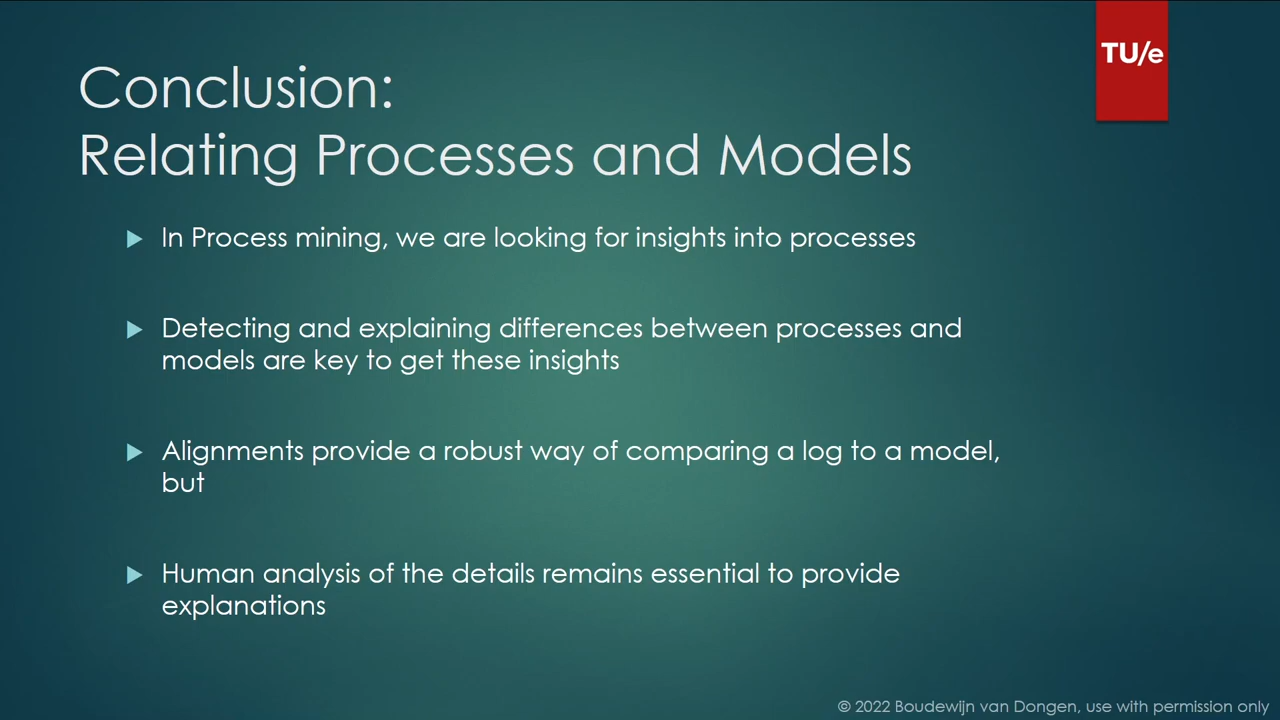 TU/e
Conclusion:
Relating Processes and Models
In Process mining, we are looking for insights into processes
Detecting and explaining differences between processes and
models are key to get these insights
Alignments provide a robust way of comparing a log to a model,
but
Human analysis of the details remains essential to provide
explanations
© 2022 Boudewijn van Dongen, use with permission only